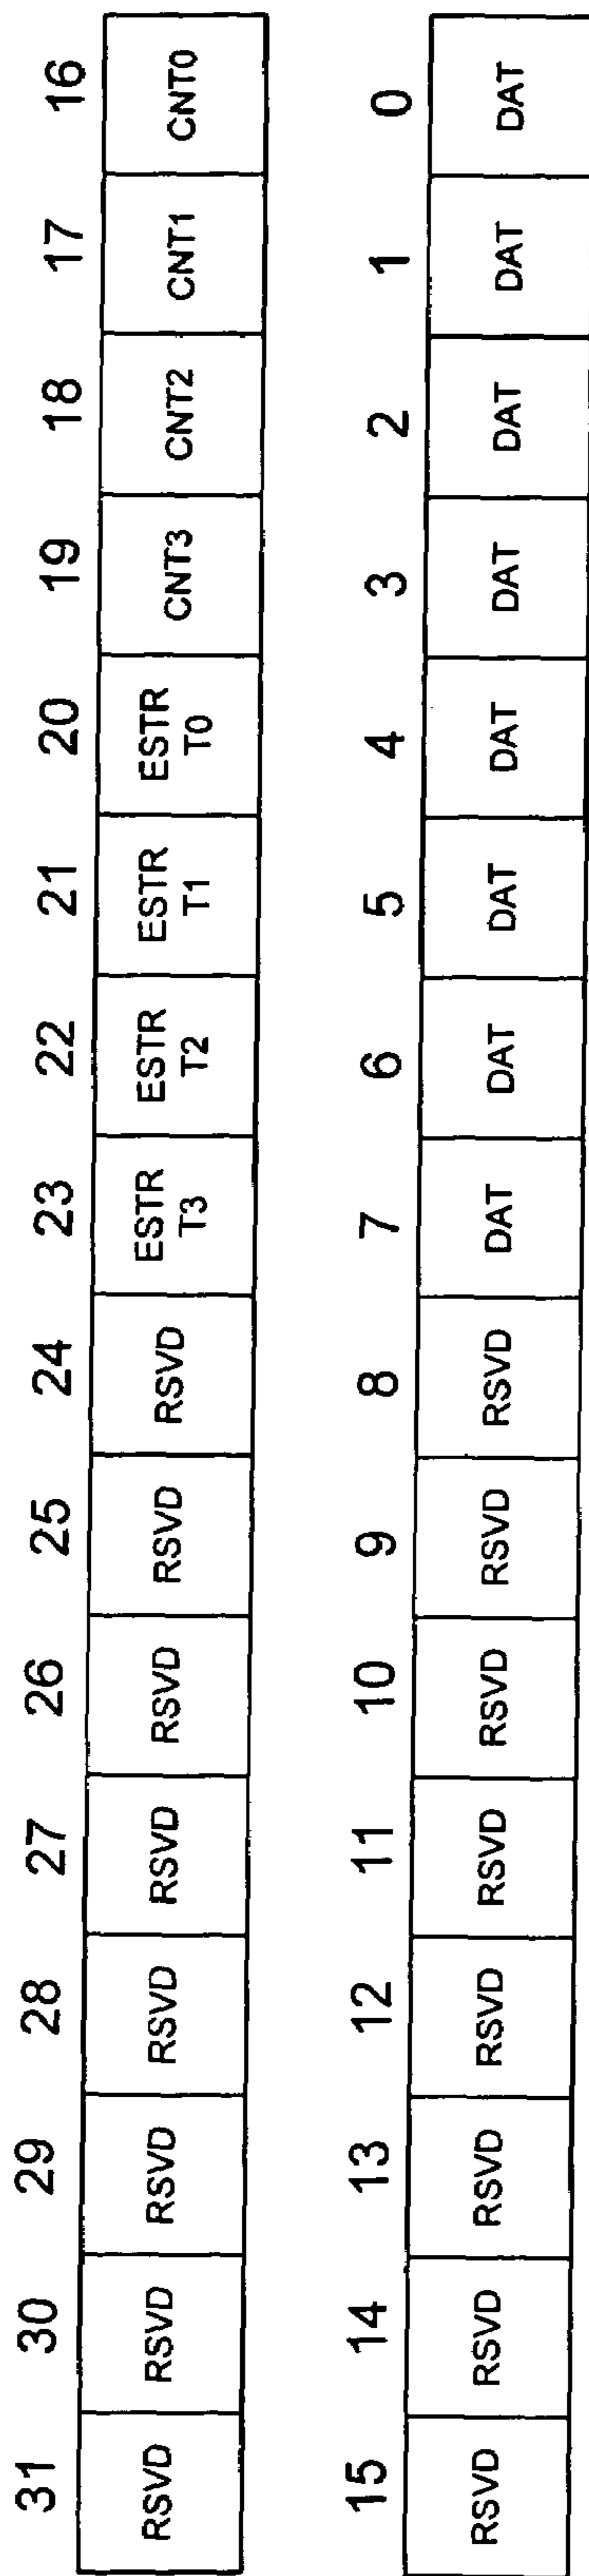 31 30 29 28 27 26 25 24 23 22 21 20 19 18 17 16
RSVD RSVD RSVD RSVD RSVD RSVD RSVD RSVD ESTR ESTR ESTR ESTR CNT3 CNT2 CNT1 CNT0
T3 T2 T1 T0
15 14 13 12 11 10 9 8 7 6 5 4 3 2 1 0
RSVD RSVD RSVD RSVD RSVD RSVD RSVD RSVD DAT DAT DAT DAT DAT DAT DAT DAT